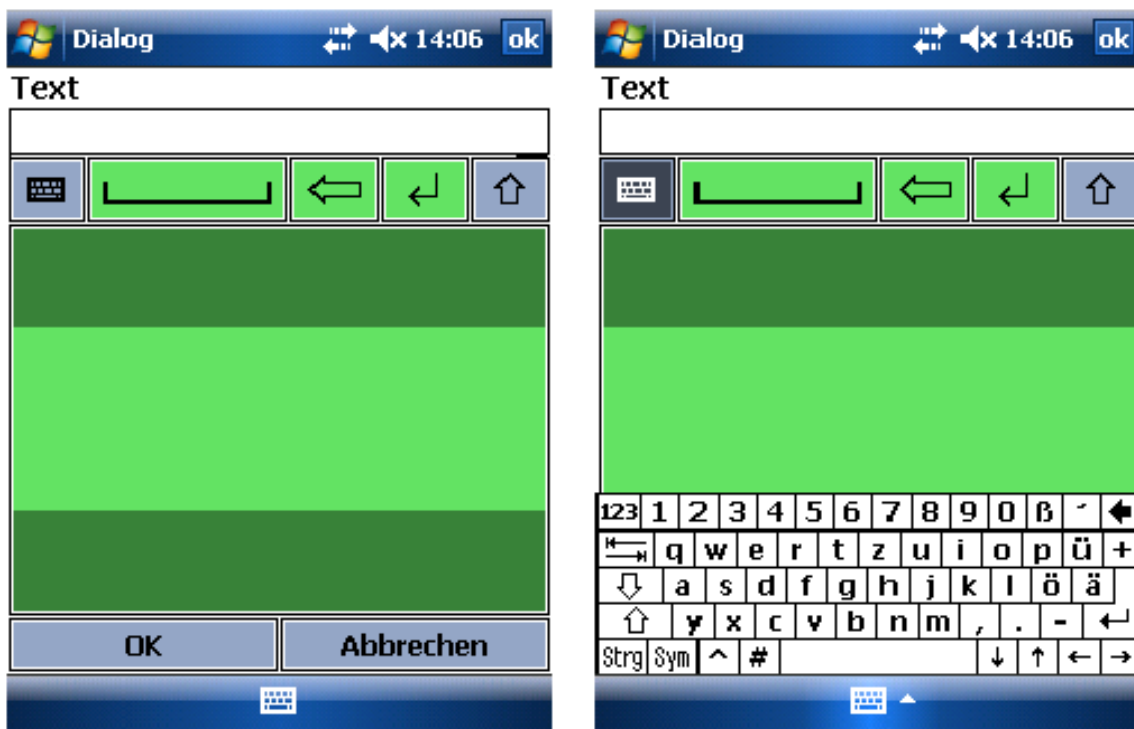 Dialog 14:06 ok
Text
OK Abbrechen
Dialog 14:06 ok
Text
123 1 2 3 4 5 6 7 8 9 0 ß ´
q w e r t z u i o p ü +
a s d f g h j k l ö ä
y x c v b n m , . -
Strg Sym ^ #